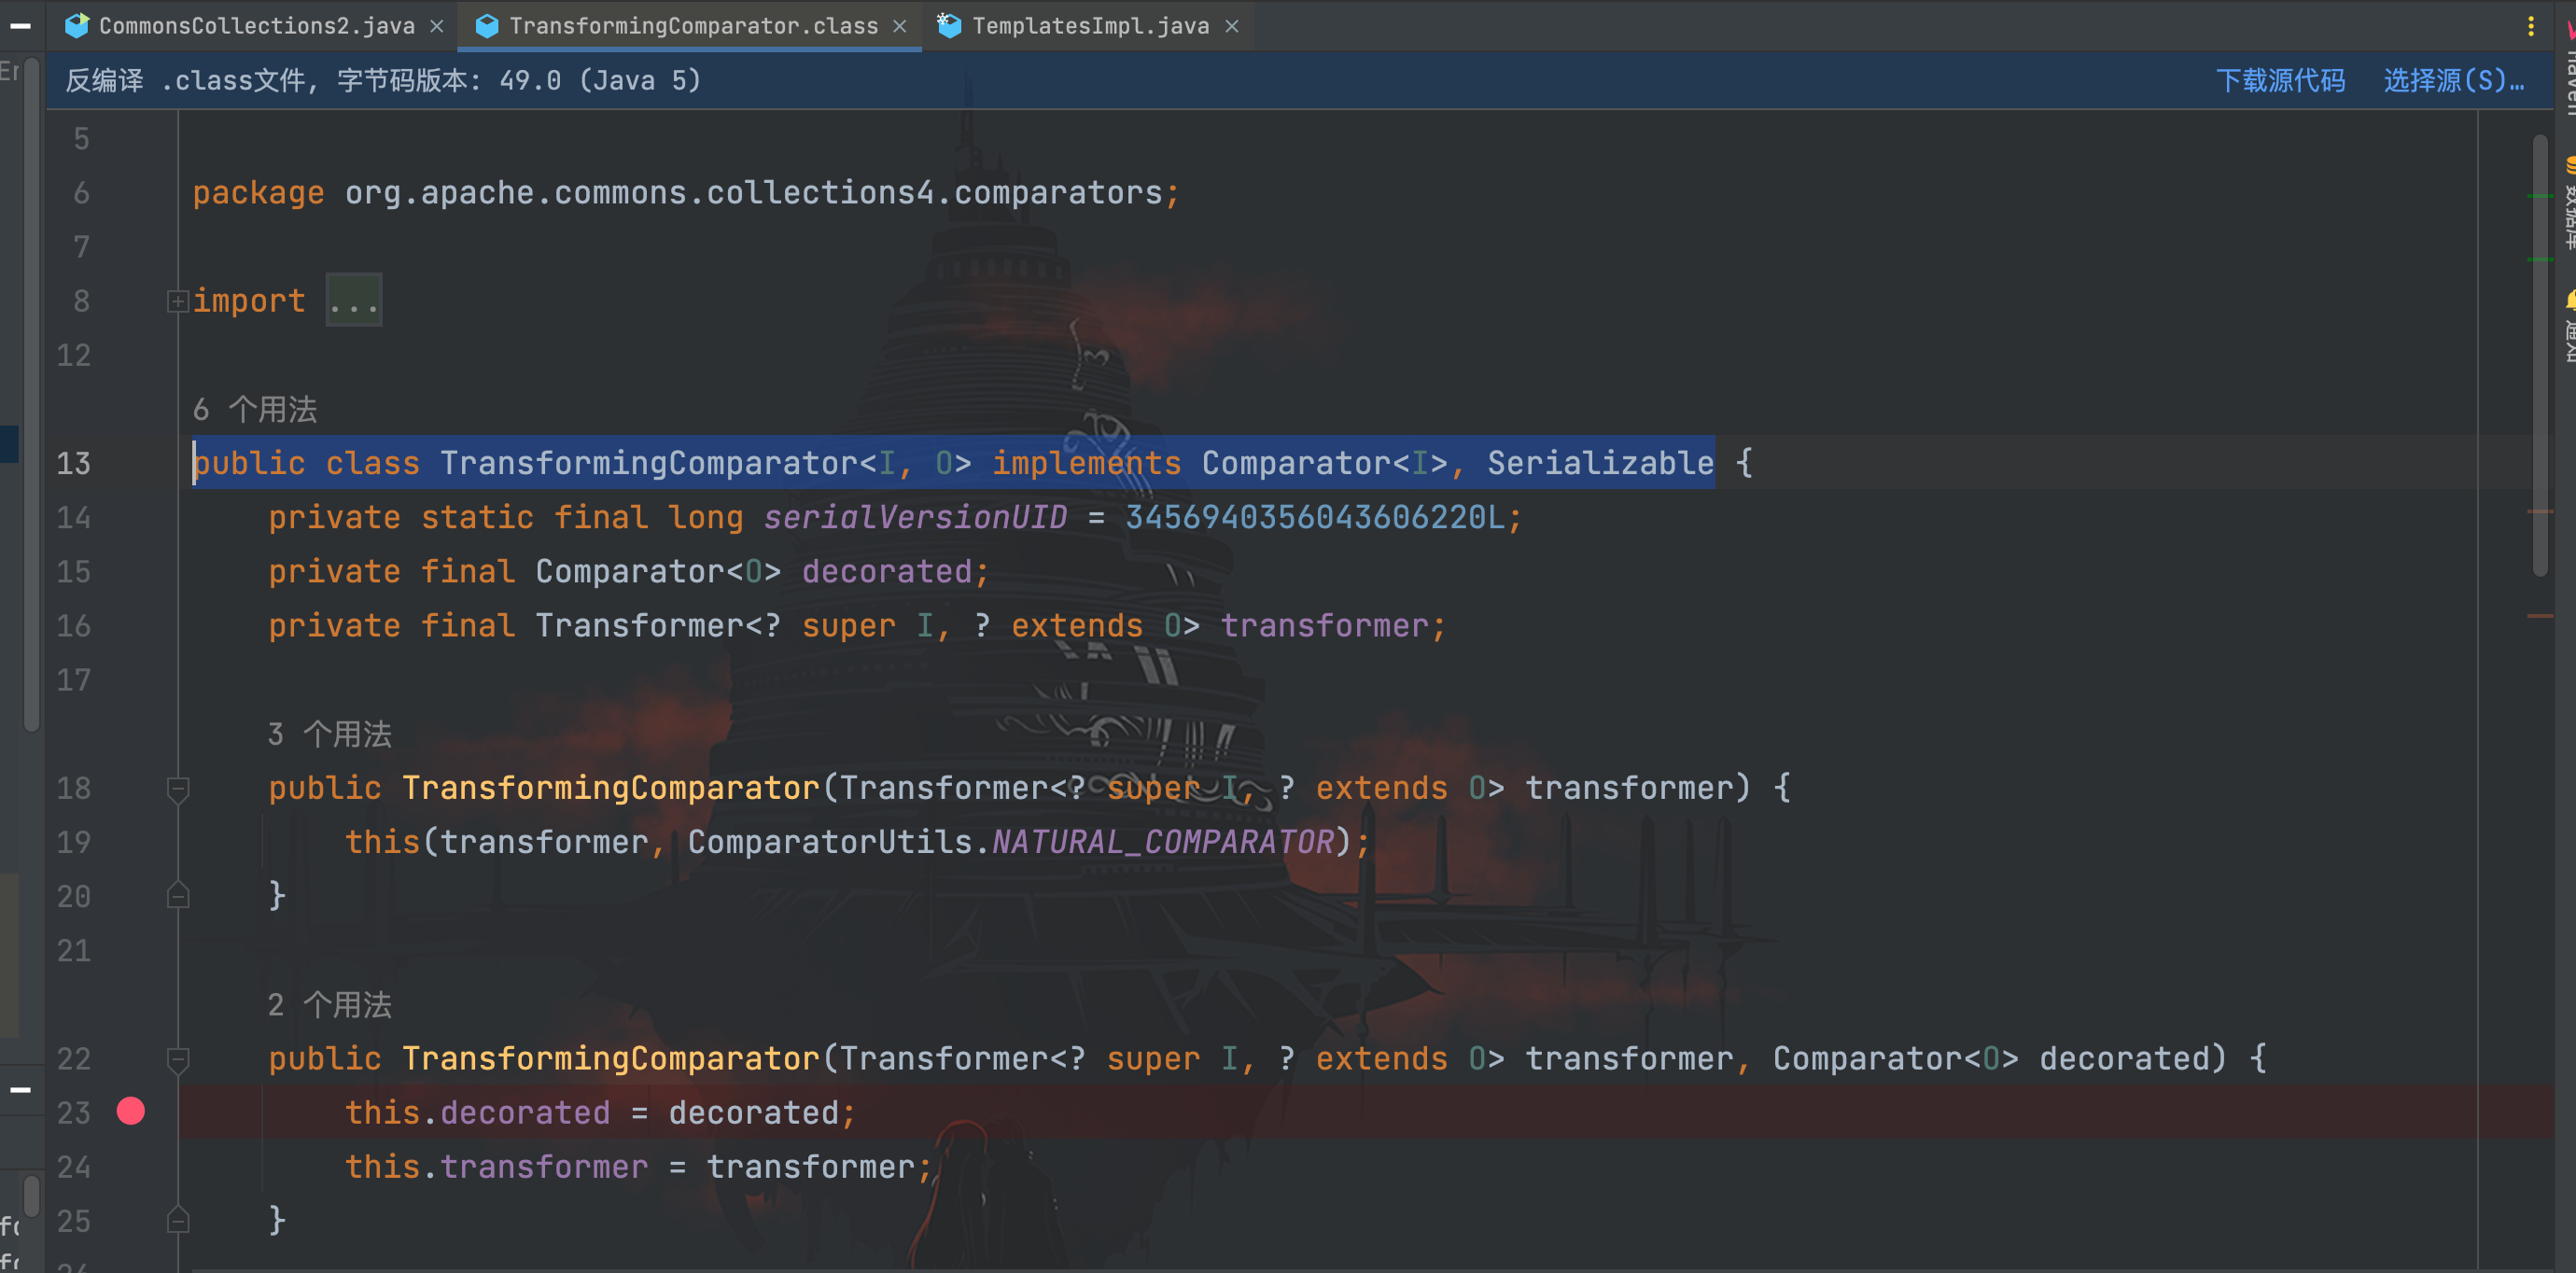 CommonsCollections2.java TransformingComparator.class TemplatesImpl.java
反编译 .class文件, 字节码版本: 49.0 (Java 5) 下载源代码 选择源(S)…
5
6 package org.apache.commons.collections4.comparators;
7
8 import ...
12
6 个用法
13 public class TransformingComparator<I, O> implements Comparator<I>, Serializable {
14 private static final long serialVersionUID = 3456940356043606220L;
15 private final Comparator<O> decorated;
16 private final Transformer<? super I, ? extends O> transformer;
17
3 个用法
18 public TransformingComparator(Transformer<? super I, ? extends O> transformer) {
19 this(transformer, ComparatorUtils.NATURAL_COMPARATOR);
20 }
21
2 个用法
22 public TransformingComparator(Transformer<? super I, ? extends O> transformer, Comparator<O> decorated) {
23 this.decorated = decorated;
24 this.transformer = transformer;
25 }
数据库
通知